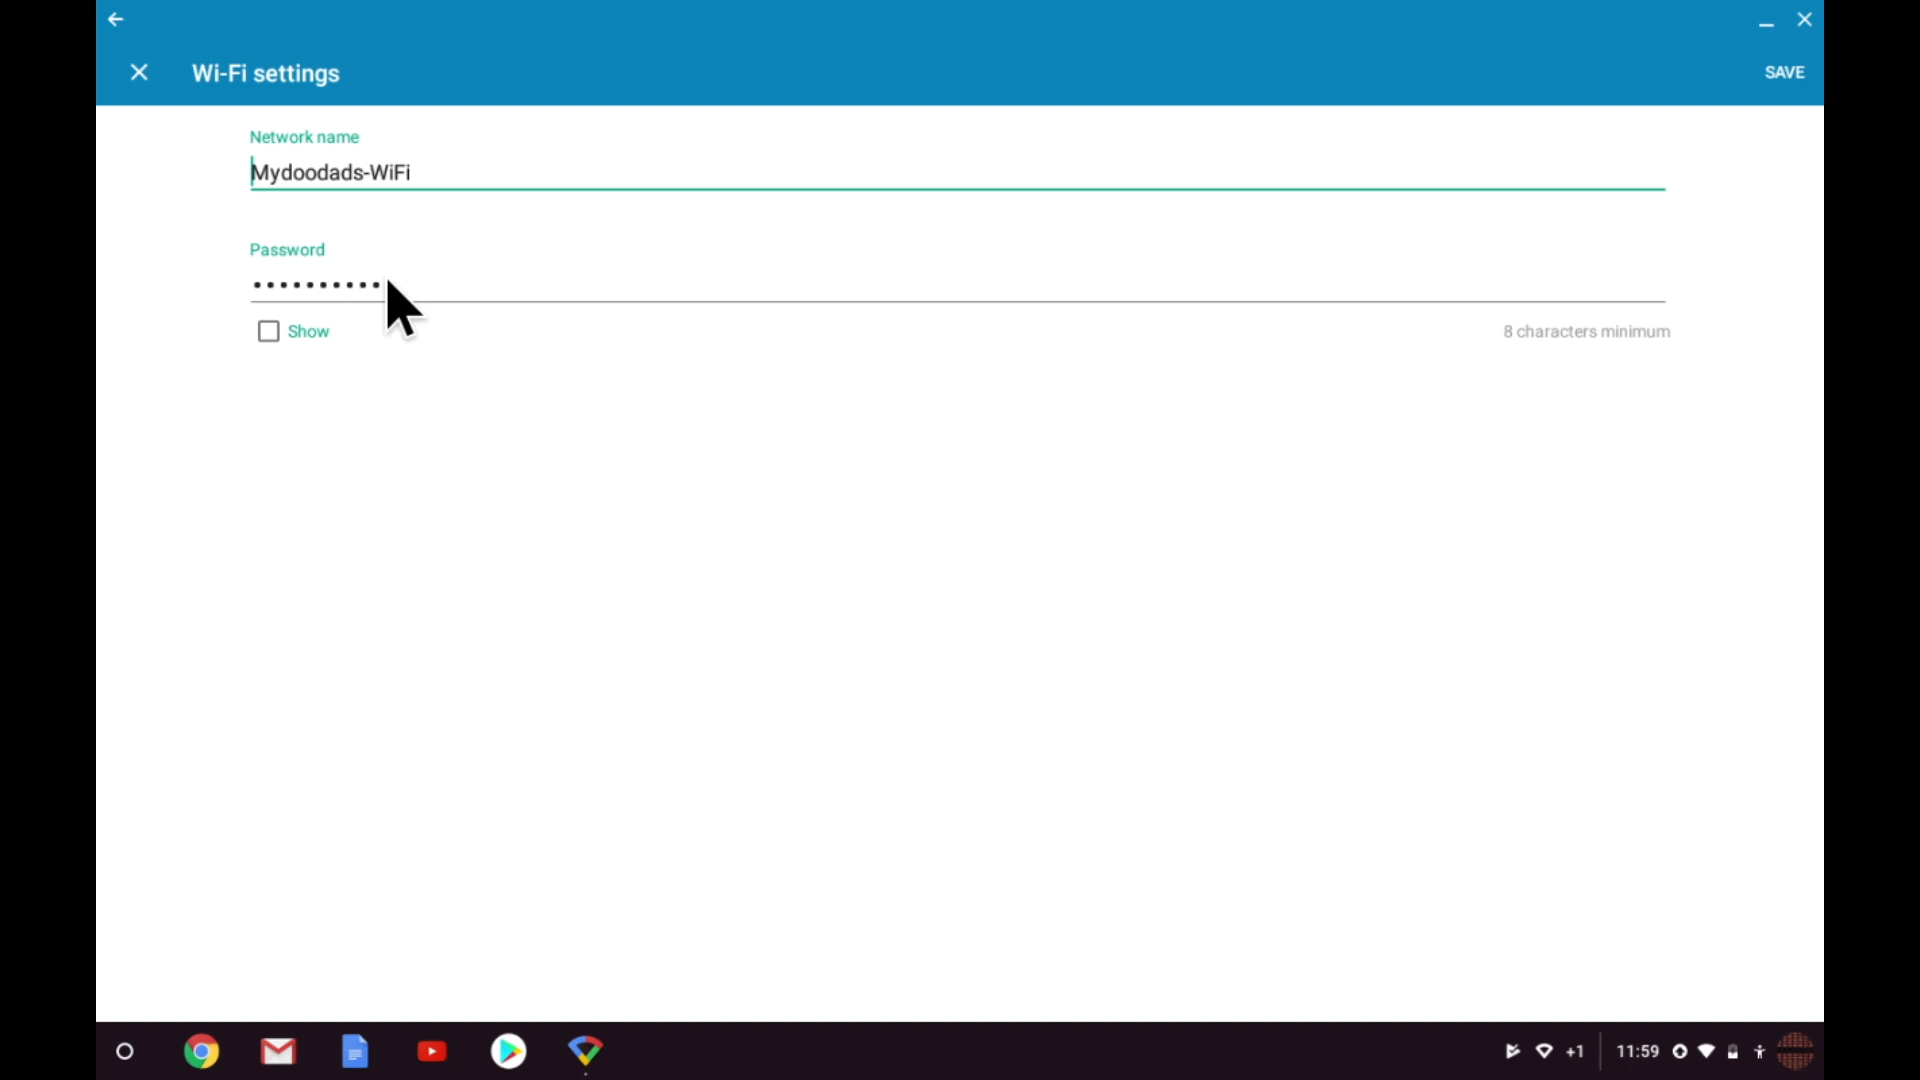 Wi-Fi settings
SAVE
Network name
Mydoodads-WiFi
Password
••••••••••
Show
8 characters minimum
+1
11:59